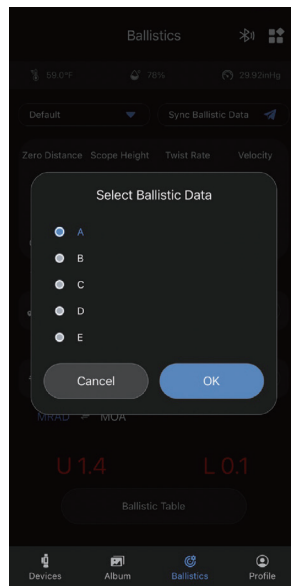 Ballistics
59.0°F 78% 29.92inHg
Default Sync Ballistic Data
Zero Distance Scope Height Twist Rate Velocity
Select Ballistic Data
A
B
C
D
E
Cancel OK
MRAD ⇌ MOA
U 1.4 L 0.1
Ballistic Table
Devices Album Ballistics Profile